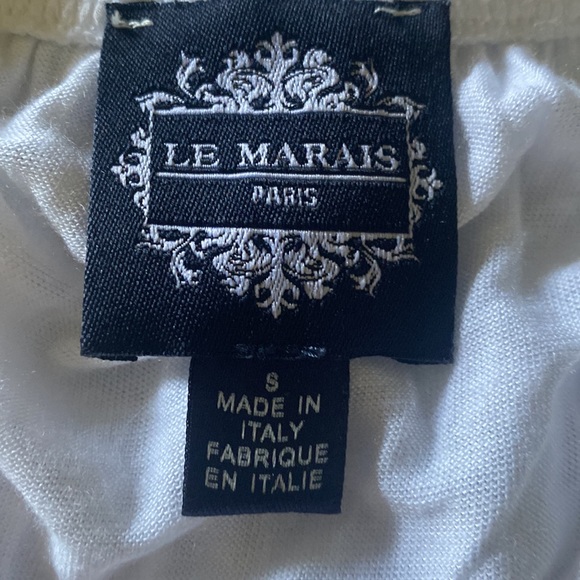 LE MARAIS
PARIS
S
MADE IN
ITALY
FABRIQUE
EN ITALIE